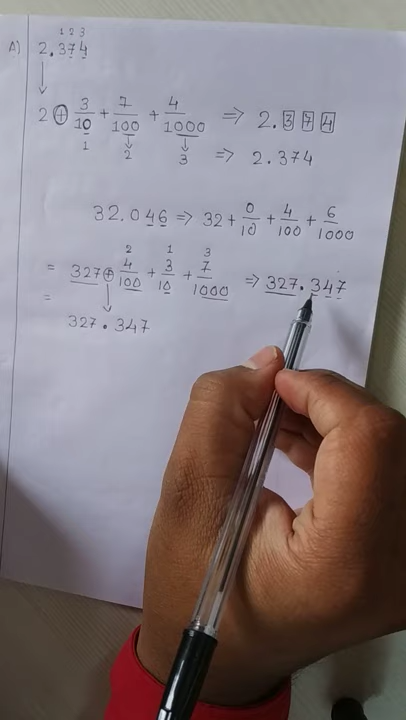 1 2 3
A) 2.374
2 + 3/10 + 7/100 + 4/1000 ⇒ 2.374
1 2 3 ⇒ 2.374
32.046 ⇒ 32 + 0/10 + 4/100 + 6/1000
2 1 3
= 327 + 4/100 + 3/10 + 7/1000 ⇒ 327.347
=
327.347